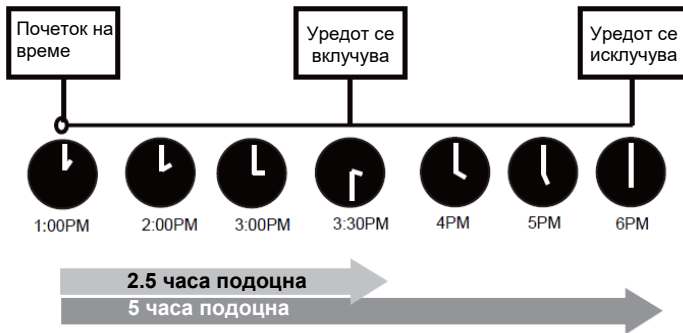 Почеток на
време
Уредот се
вклучува
Уредот се
исклучува
1:00PM
2:00PM
3:00PM
3:30PM
4PM
5PM
6PM
2.5 часа подоцна
5 часа подоцна